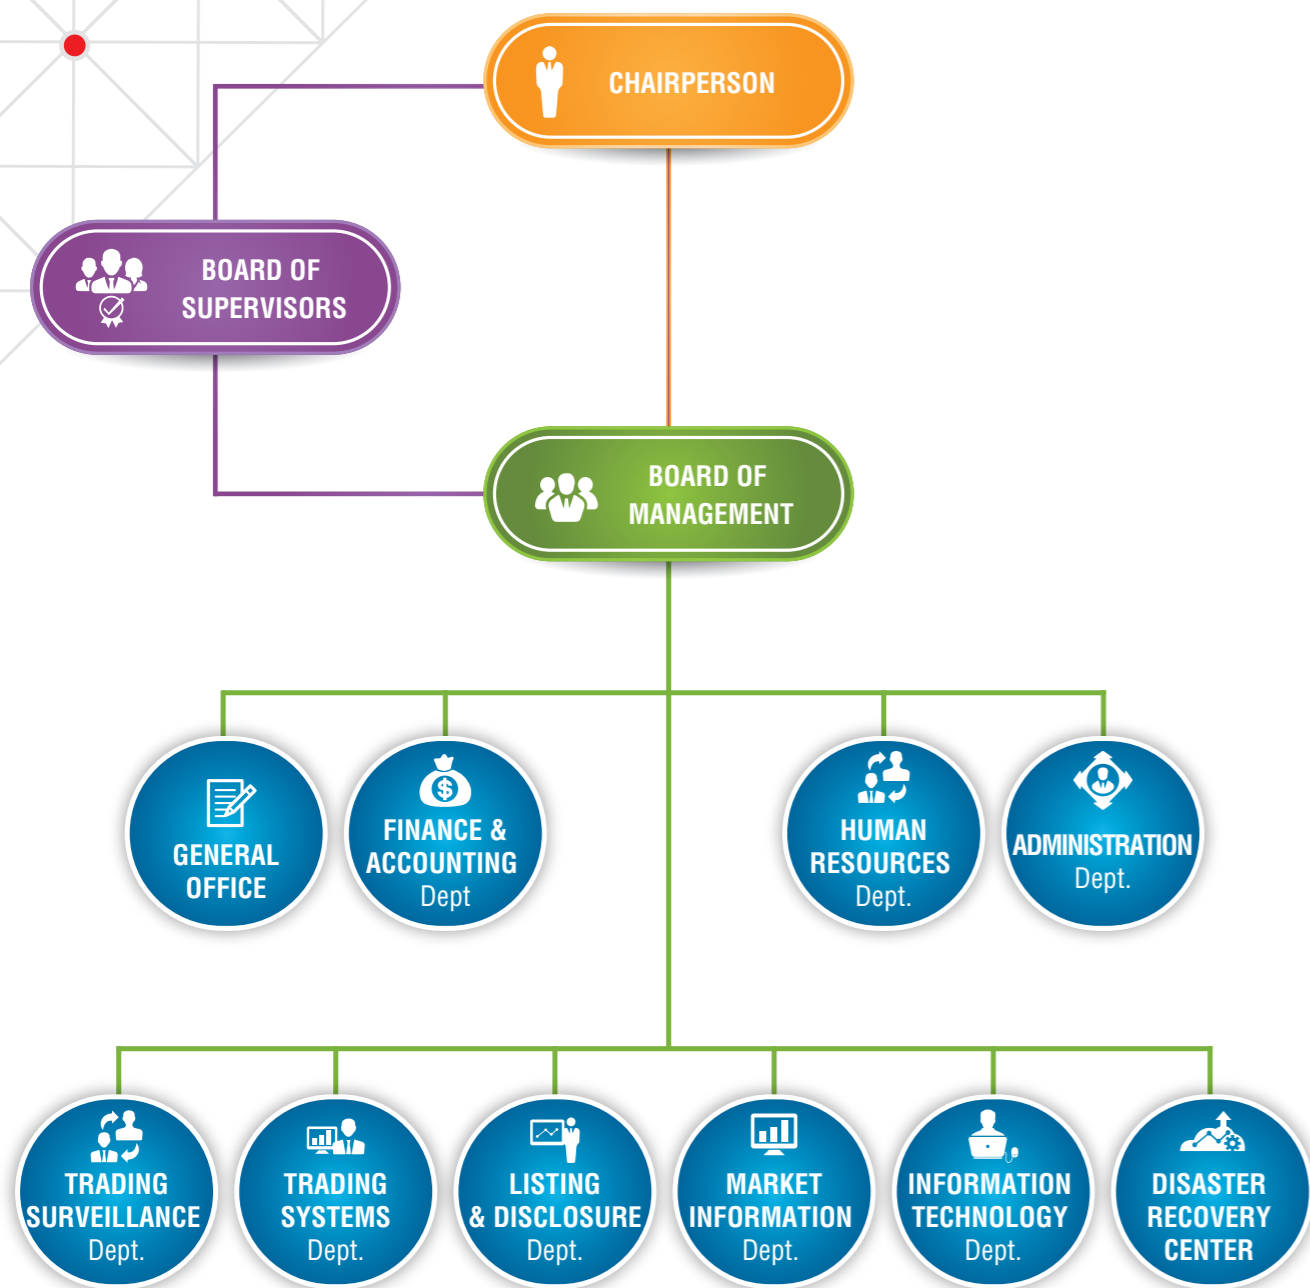 CHAIRPERSON
BOARD OF
SUPERVISORS
BOARD OF
MANAGEMENT
GENERAL
OFFICE
FINANCE &
ACCOUNTING
Dept
HUMAN
RESOURCES
Dept.
ADMINISTRATION
Dept.
TRADING
SURVEILLANCE
Dept.
TRADING
SYSTEMS
Dept.
LISTING
& DISCLOSURE
Dept.
MARKET
INFORMATION
Dept.
INFORMATION
TECHNOLOGY
Dept.
DISASTER
RECOVERY
CENTER